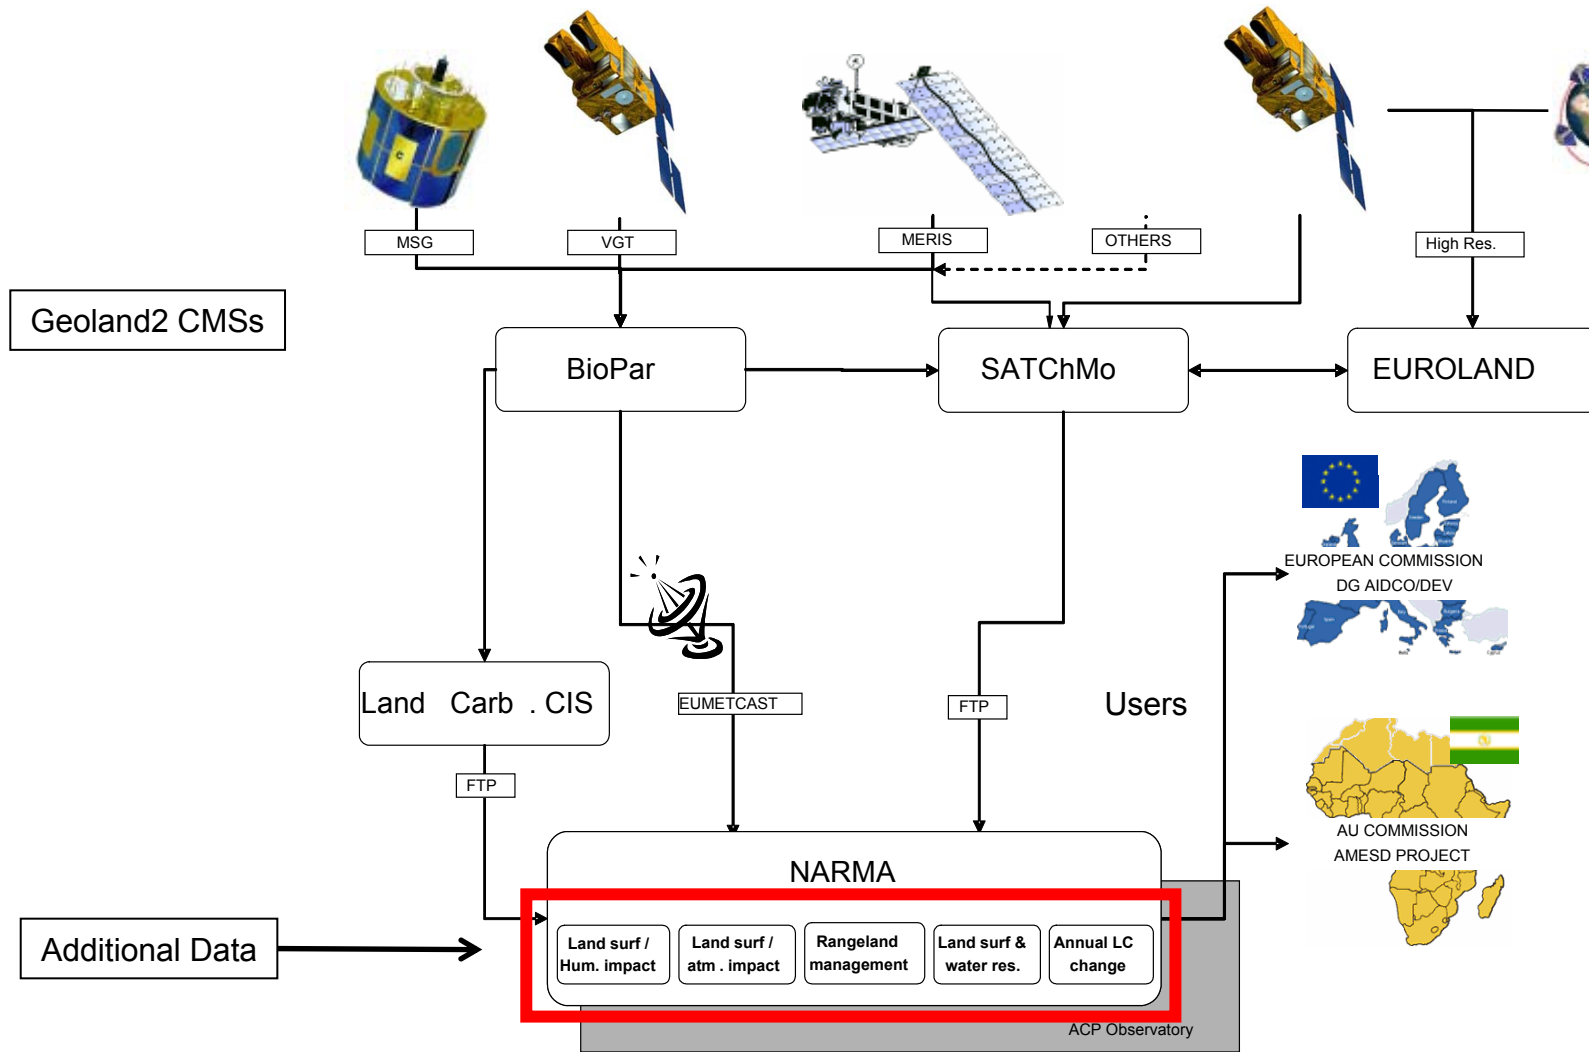 MSG
VGT
MERIS
OTHERS
High Res.
Geoland2 CMSs
BioPar
SATChMo
EUROLAND
EUROPEAN COMMISSION
DG AIDCO/DEV
Land Carb . CIS
EUMETCAST
FTP
Users
FTP
AU COMMISSION
AMESD PROJECT
NARMA
Additional Data
Land surf /
Hum. impact
Land surf /
atm . impact
Rangeland
management
Land surf &
water res.
Annual LC
change
ACP Observatory